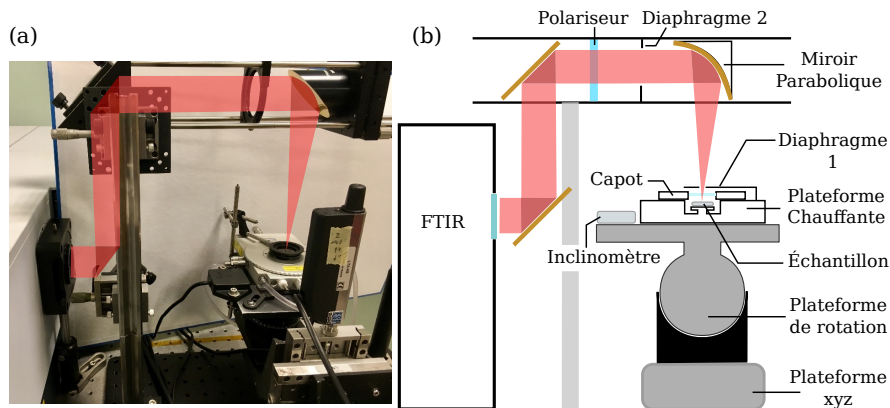 (a)
(b)
Polariseur
Diaphragme 2
Miroir
Parabolique
Diaphragme
1
Capot
Plateforme
Chauffante
FTIR
Inclinomètre
Échantillon
Plateforme
de rotation
Plateforme
xyz